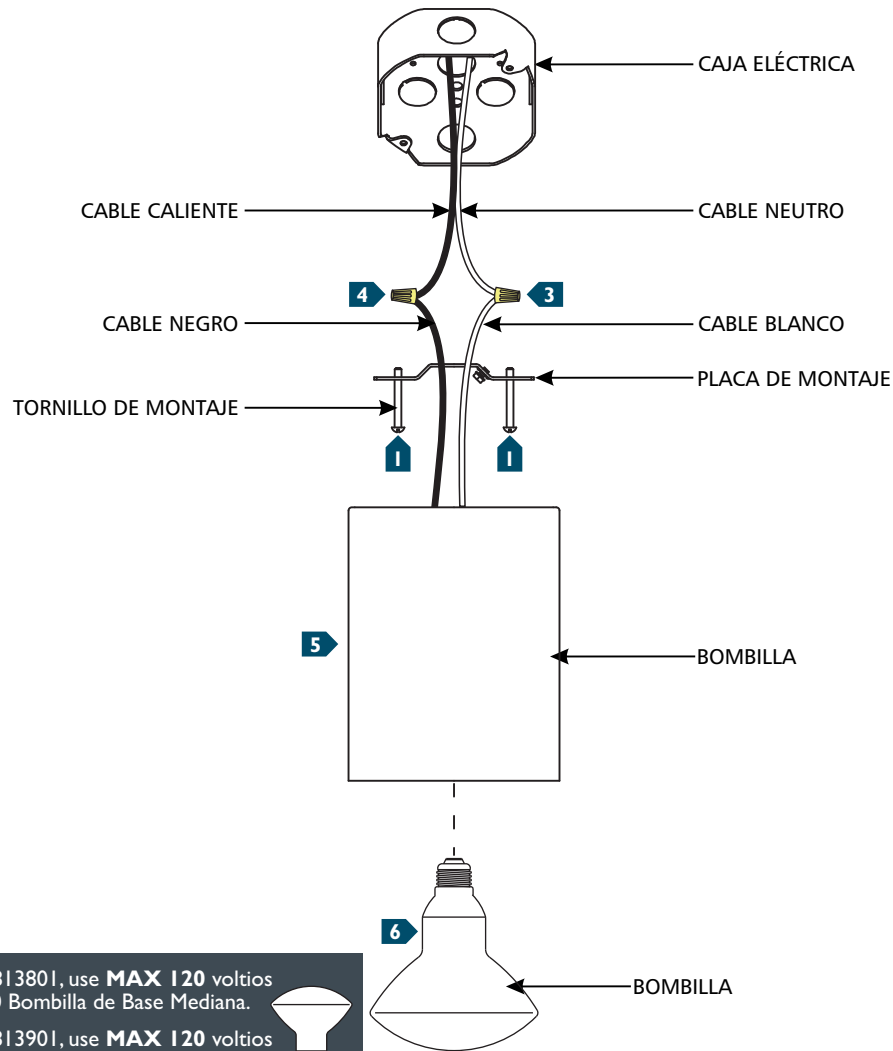 CAJA ELÉCTRICA
CABLE CALIENTE
CABLE NEUTRO
4
3
CABLE NEGRO
CABLE BLANCO
PLACA DE MONTAJE
TORNILLO DE MONTAJE
1
1
5
BOMBILLA
6
BOMBILLA
313801, use MAX 120 voltios
Bombilla de Base Mediana.
313901, use MAX 120 voltios